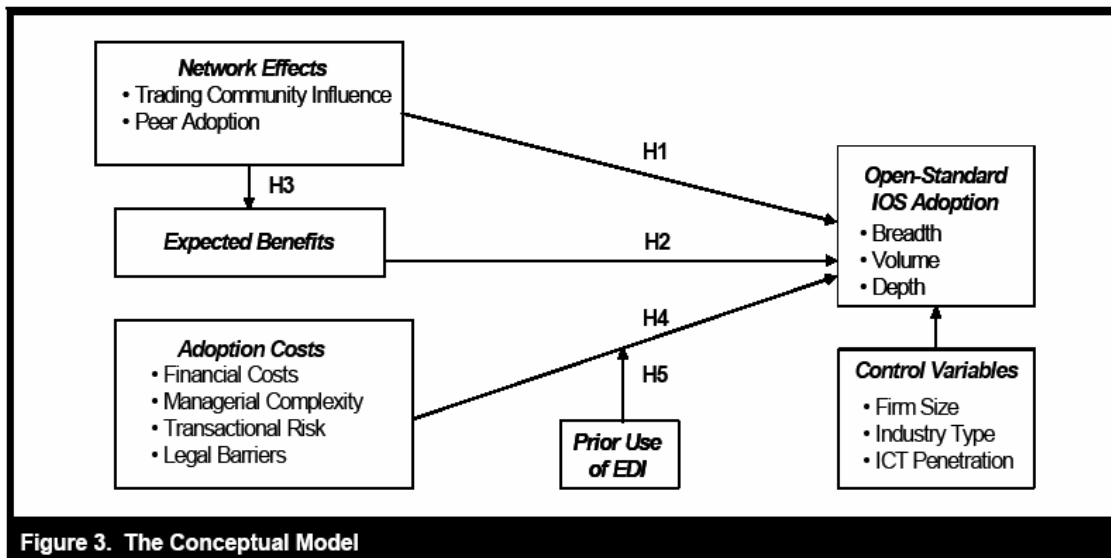 Network Effects
• Trading Community Influence
• Peer Adoption
H1
H3
Open-Standard
IOS Adoption
• Breadth
• Volume
• Depth
Expected Benefits
H2
H4
Adoption Costs
• Financial Costs
• Managerial Complexity
• Transactional Risk
• Legal Barriers
H5
Prior Use
of EDI
Control Variables
• Firm Size
• Industry Type
• ICT Penetration
Figure 3. The Conceptual Model